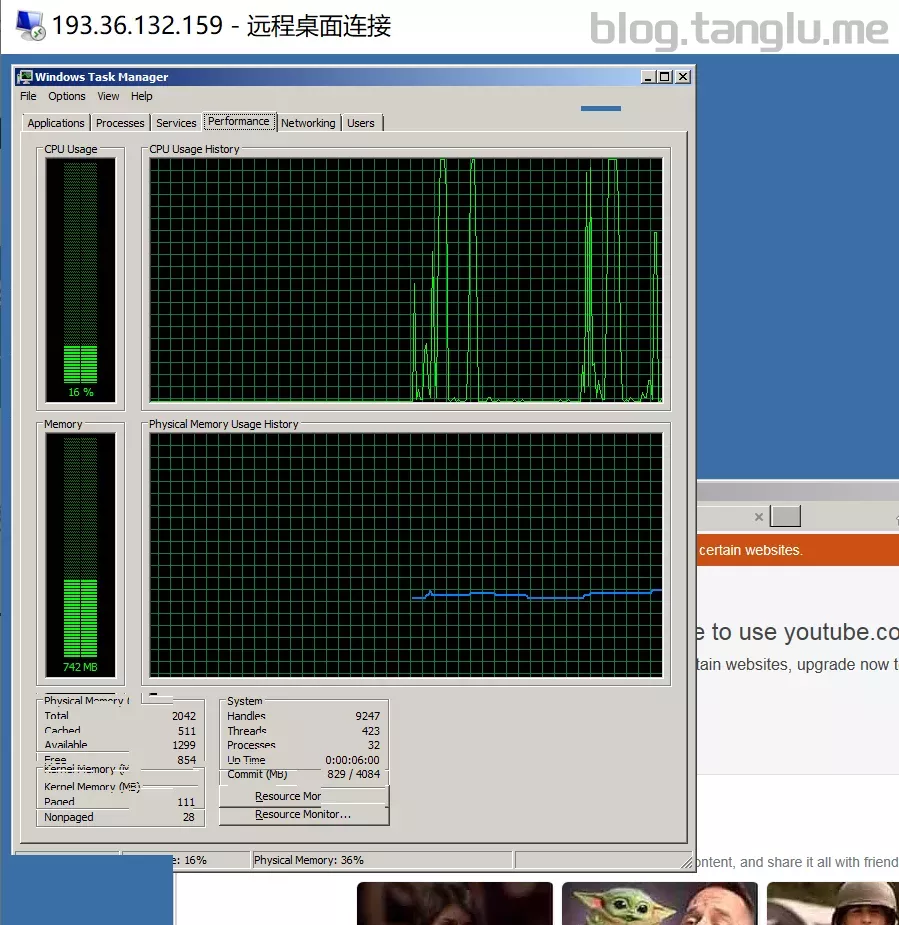 193.36.132.159 - 远程桌面连接
blog.tanglu.me
Windows Task Manager
File Options View Help
Applications Processes Services Performance Networking Users
CPU Usage
CPU Usage History
16 %
Memory
Physical Memory Usage History
742 MB
Physical Memory (
Total 2042
Cached 511
Available 1299
Free 854
Kernel Memory (M
Kernel Memory (MB)
Paged 111
Nonpaged 28
System
Handles 9247
Threads 423
Processes 32
Up Time 0:00:06:00
Commit (MB) 829 / 4084
Resource Mor
Resource Monitor...
e: 16%
Physical Memory: 36%
certain websites.
e to use youtube.co
tain websites, upgrade now t
ontent, and share it all with friend